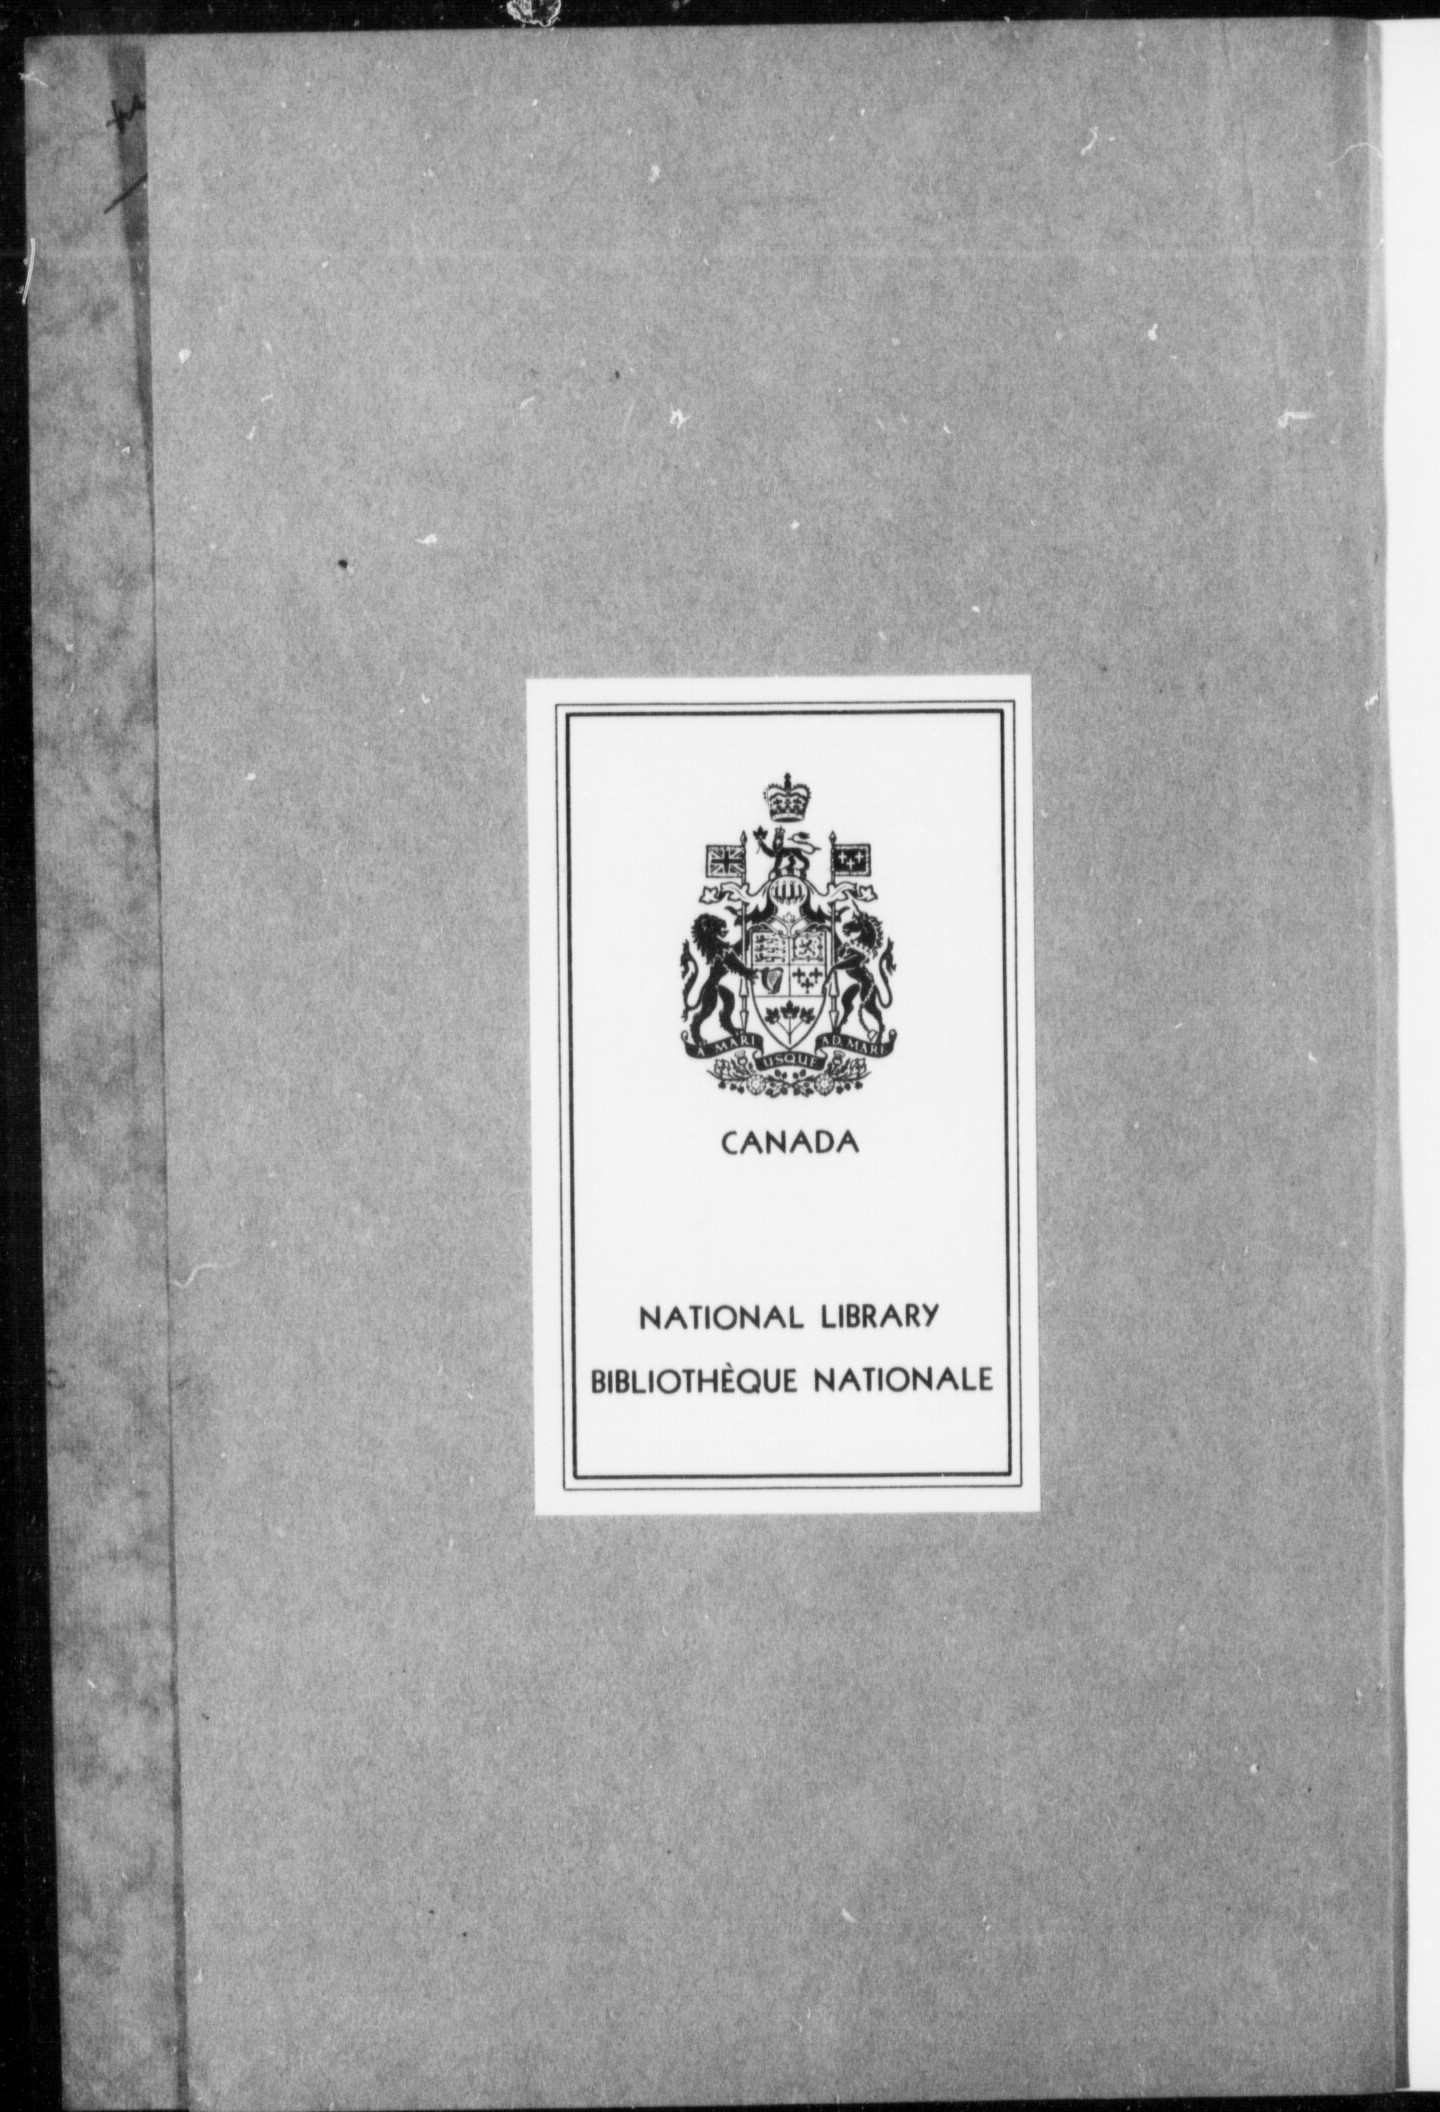 A MARI USQUE AD MARE
CANADA
NATIONAL LIBRARY
BIBLIOTHÈQUE NATIONALE